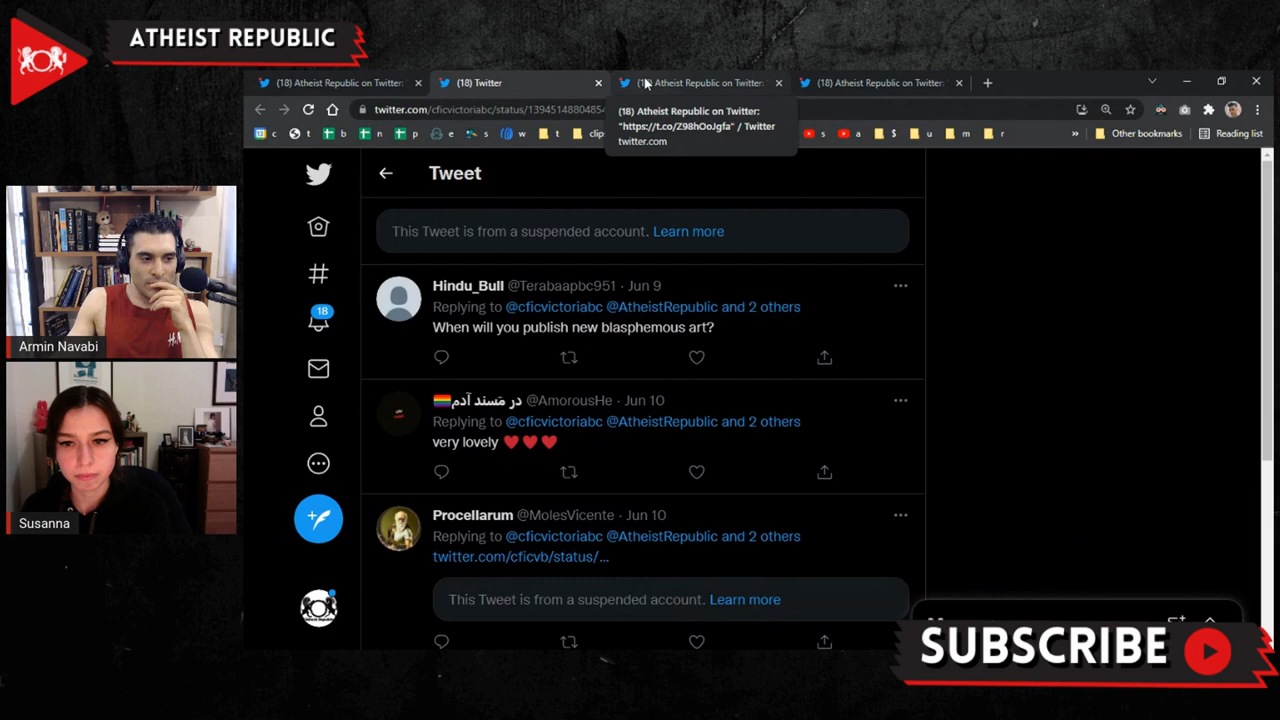 ATHEIST REPUBLIC
(18) Atheist Republic on Twitter:
(18) Twitter
Atheist Republic on Twitter:
(18) Atheist Republic on Twitter
twitter.com/cficvictoriabc/status/1394514880485
(18) Atheist Republic on Twitter:
"https://t.co/Z98hOoJgfa" / Twitter
twitter.com
c t b n p e s w t clip s a $ u m r » Other bookmarks Reading list
Tweet
This Tweet is from a suspended account. Learn more
Hindu_Bull @Terabaapbc951 · Jun 9
Replying to @cficvictoriabc @AtheistRepublic and 2 others
When will you publish new blasphemous art?
18
در مَسند آدم @AmorousHe · Jun 10
Replying to @cficvictoriabc @AtheistRepublic and 2 others
very lovely
Procellarum @MolesVicente · Jun 10
Replying to @cficvictoriabc @AtheistRepublic and 2 others
twitter.com/cficvb/status/...
This Tweet is from a suspended account. Learn more
Armin Navabi
Susanna
SUBSCRIBE